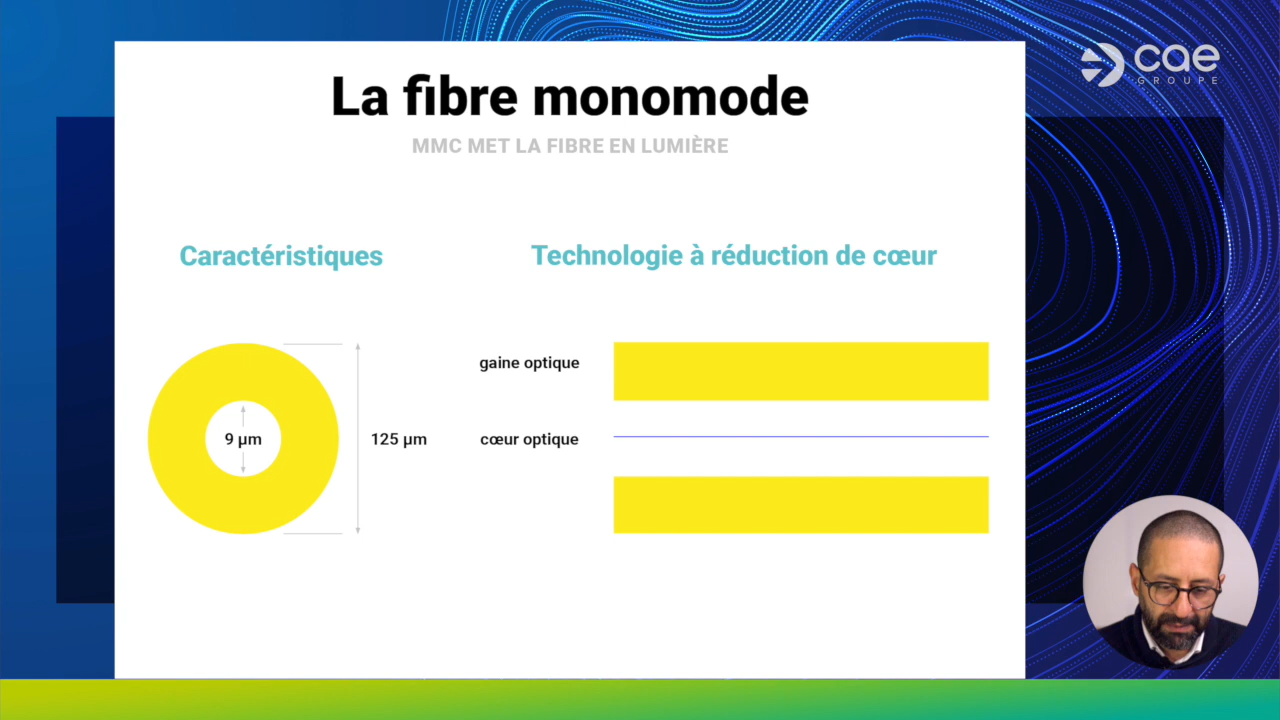 cae
GROUPE
La fibre monomode
MMC MET LA FIBRE EN LUMIÈRE
Caractéristiques
Technologie à réduction de cœur
gaine optique
9 µm
125 µm
cœur optique